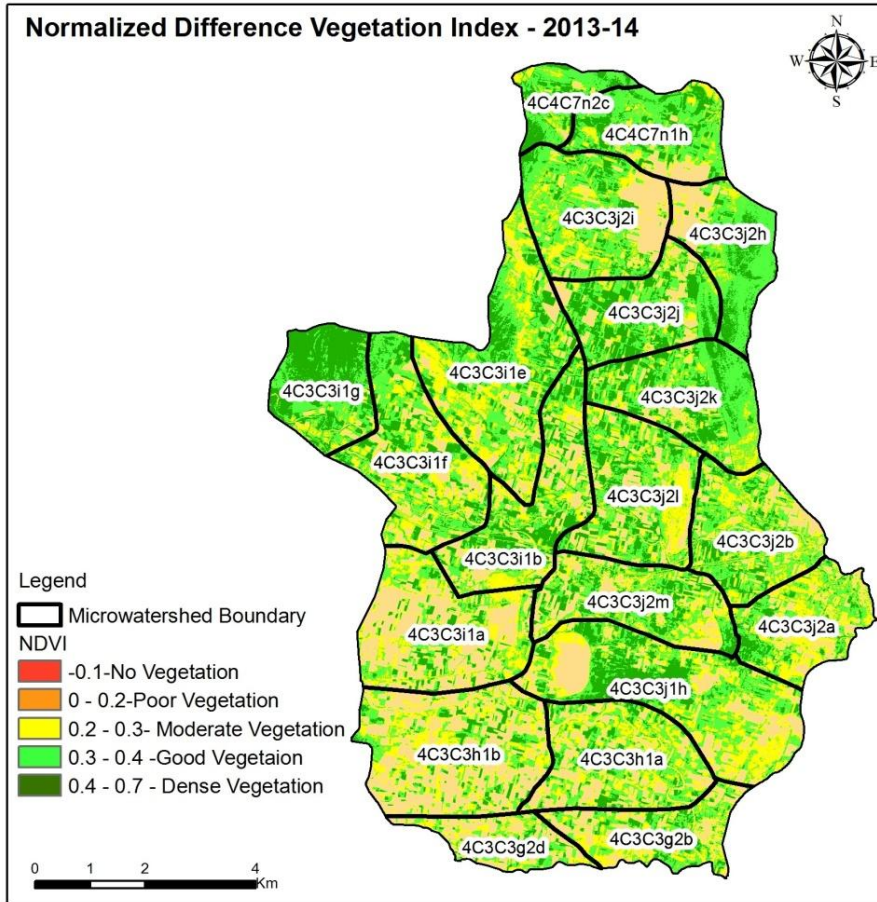 Normalized Difference Vegetation Index - 2013-14
N
W E
S
4C4C7n2c
4C4C7n1h
4C3C3j2i
4C3C3j2h
4C3C3j2j
4C3C3i1e
4C3C3i1g
4C3C3j2k
4C3C3i1f
4C3C3j2l
4C3C3j2b
4C3C3i1b
4C3C3j2m
4C3C3j2a
4C3C3i1a
4C3C3j1h
4C3C3h1b
4C3C3h1a
4C3C3g2d
4C3C3g2b
Legend
Microwatershed Boundary
NDVI
-0.1-No Vegetation
0 - 0.2-Poor Vegetation
0.2 - 0.3- Moderate Vegetation
0.3 - 0.4 -Good Vegetaion
0.4 - 0.7 - Dense Vegetation
0 1 2 4
Km